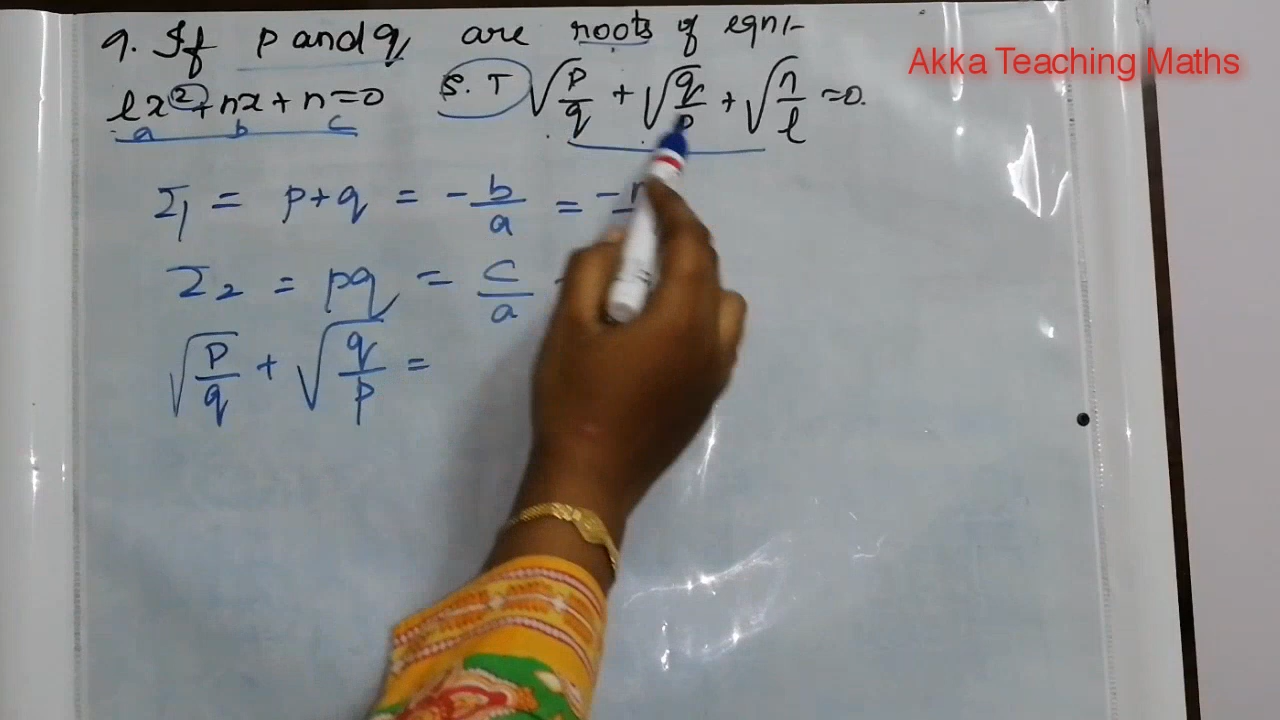 Akka Teaching Maths
9. If p and q are roots of eqn:-
lx²+nx+n=0 S.T √p/q + √q/p + √n/l =0.
a b c
Σ1 = p+q = -b/a = -n
Σ2 = pq = c/a
√p/q + √q/p =